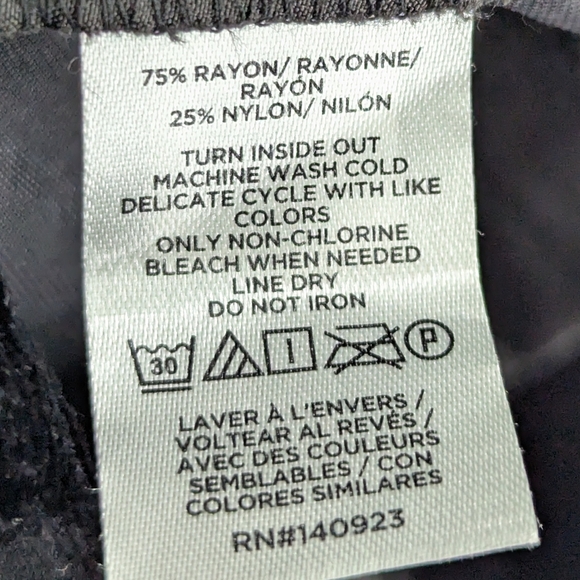 75% RAYON/ RAYONNE/
RAYÓN
25% NYLON/ NILÓN
TURN INSIDE OUT
MACHINE WASH COLD
DELICATE CYCLE WITH LIKE
COLORS
ONLY NON-CHLORINE
BLEACH WHEN NEEDED
LINE DRY
DO NOT IRON
30 P
LAVER À L'ENVERS /
VOLTEAR AL REVÉS /
AVEC DES COULEURS
SEMBLABLES / CON
COLORES SIMILARES
RN#140923